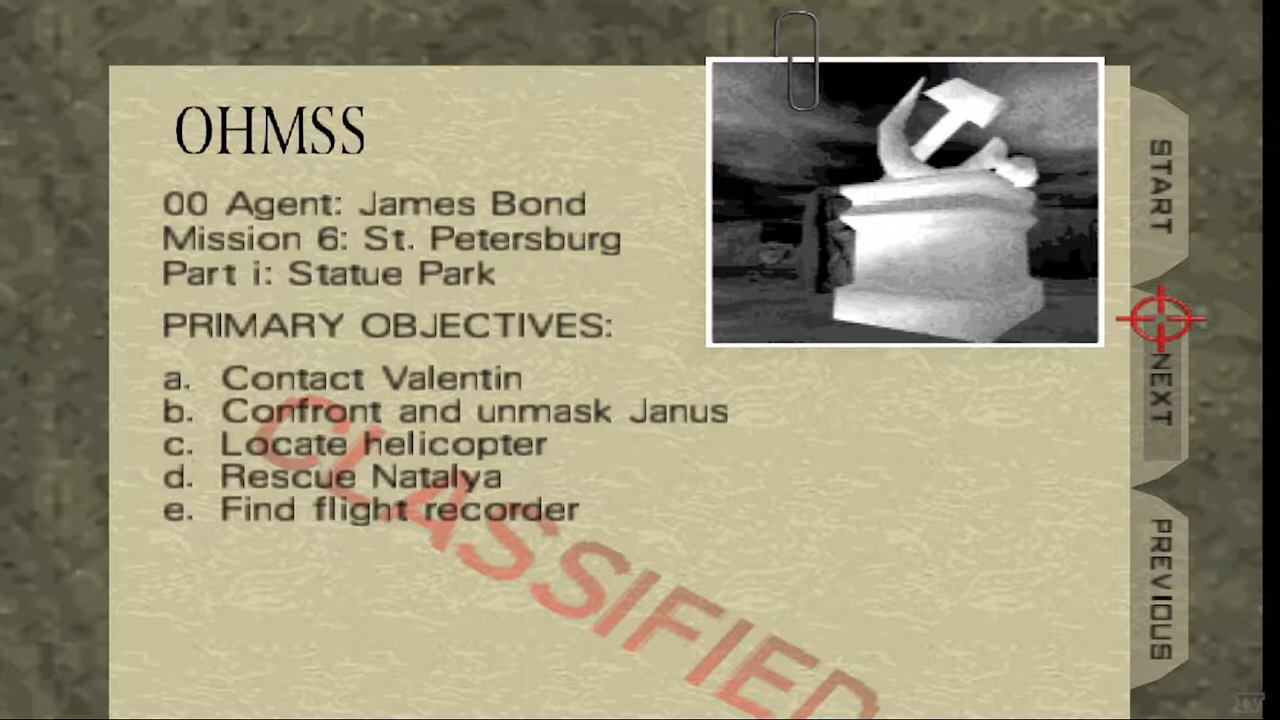 OHMSS
00 Agent: James Bond
Mission 6: St. Petersburg
Part i: Statue Park
PRIMARY OBJECTIVES:
a. Contact Valentin
b. Confront and unmask Janus
c. Locate helicopter
d. Rescue Natalya
e. Find flight recorder
CLASSIFIED
START
NEXT
PREVIOUS